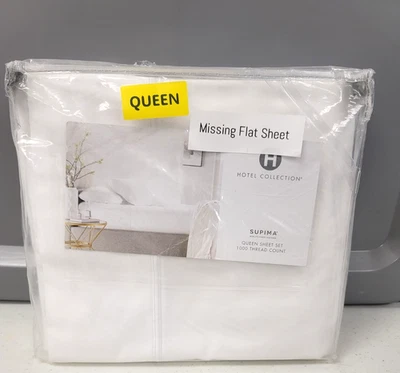 QUEEN
Missing Flat Sheet
H
HOTEL COLLECTION®
SUPIMA®
QUEEN SHEET SET
1000 THREAD COUNT